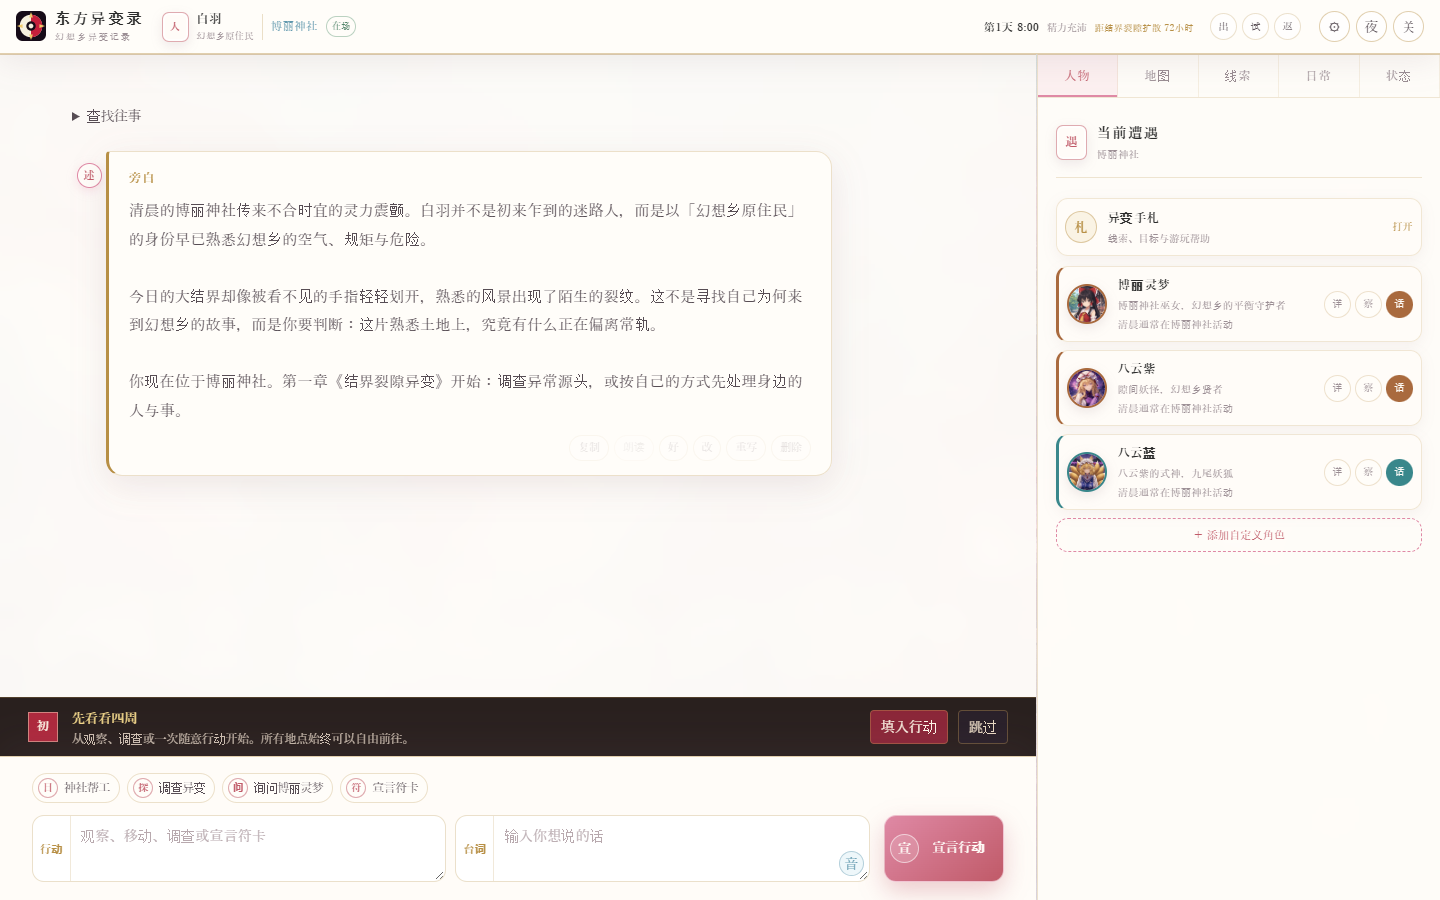 东方异变录
幻想乡异变记录
人
白羽
幻想乡原住民
博丽神社
在场
第1天 8:00
精力充沛
距结界裂隙扩散 72小时
出
试
返
夜
关
▶ 查找往事
述
旁白
清晨的博丽神社传来不合时宜的灵力震颤。白羽并不是初来乍到的迷路人，而是以「幻想乡原住民」
的身份早已熟悉幻想乡的空气、规矩与危险。
今日的大结界却像被看不见的手指轻轻划开，熟悉的风景出现了陌生的裂纹。这不是寻找自己为何来
到幻想乡的故事，而是你要判断：这片熟悉土地上，究竟有什么正在偏离常轨。
你现在位于博丽神社。第一章《结界裂隙异变》开始：调查异常源头，或按自己的方式先处理身边的
人与事。
复制
朗读
好
改
重写
删除
初
先看看四周
从观察、调查或一次随意行动开始。所有地点始终可以自由前往。
填入行动
跳过
日 神社帮工
探 调查异变
问 询问博丽灵梦
符 宣言符卡
行动
观察、移动、调查或宣言符卡
台词
输入你想说的话
音
宣 宣言行动
人物
地图
线索
日常
状态
遇
当前遭遇
博丽神社
札
异变手札
线索、目标与游玩帮助
打开
博丽灵梦
博丽神社巫女，幻想乡的平衡守护者
清晨通常在博丽神社活动
详
察
话
八云紫
隙间妖怪，幻想乡贤者
清晨通常在博丽神社活动
详
察
话
八云蓝
八云紫的式神，九尾妖狐
清晨通常在博丽神社活动
详
察
话
+ 添加自定义角色